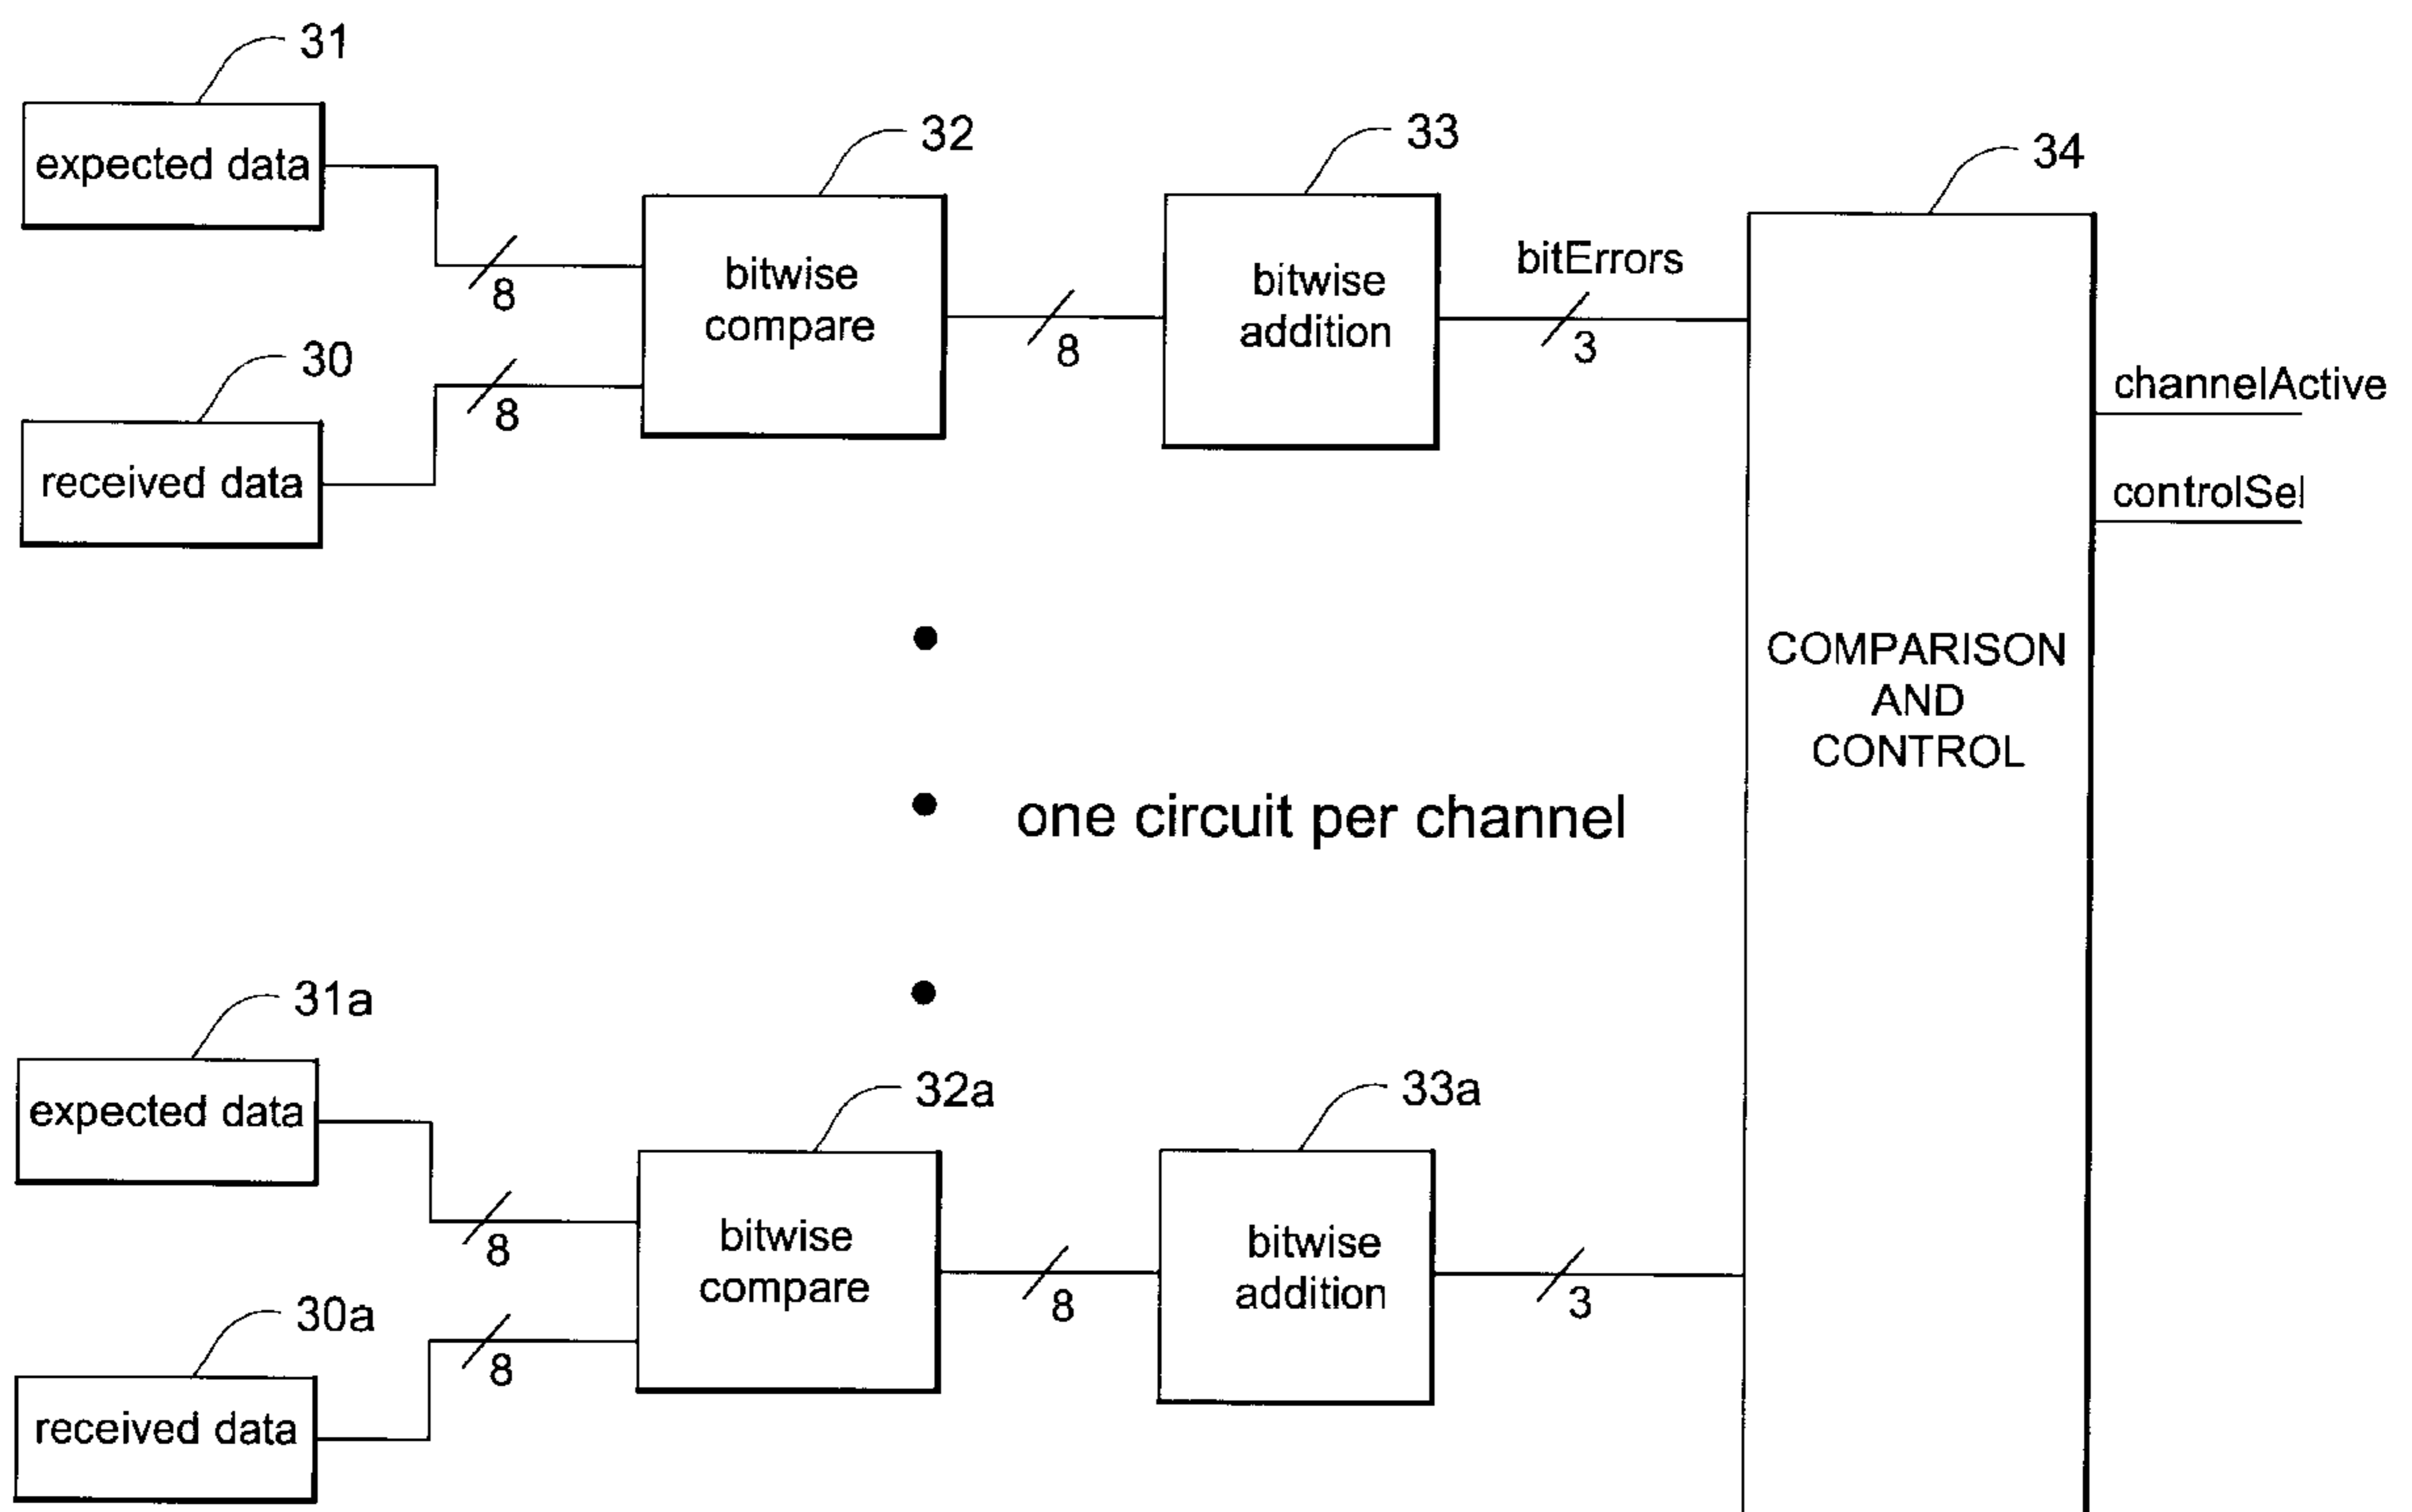 31
expected data
32
33
34
8
bitwise
compare
bitwise
addition
bitErrors
8
3
30
8
received data
channelActive
controlSel
COMPARISON
AND
CONTROL
one circuit per channel
31a
expected data
32a
33a
8
bitwise
compare
bitwise
addition
8
3
30a
8
received data